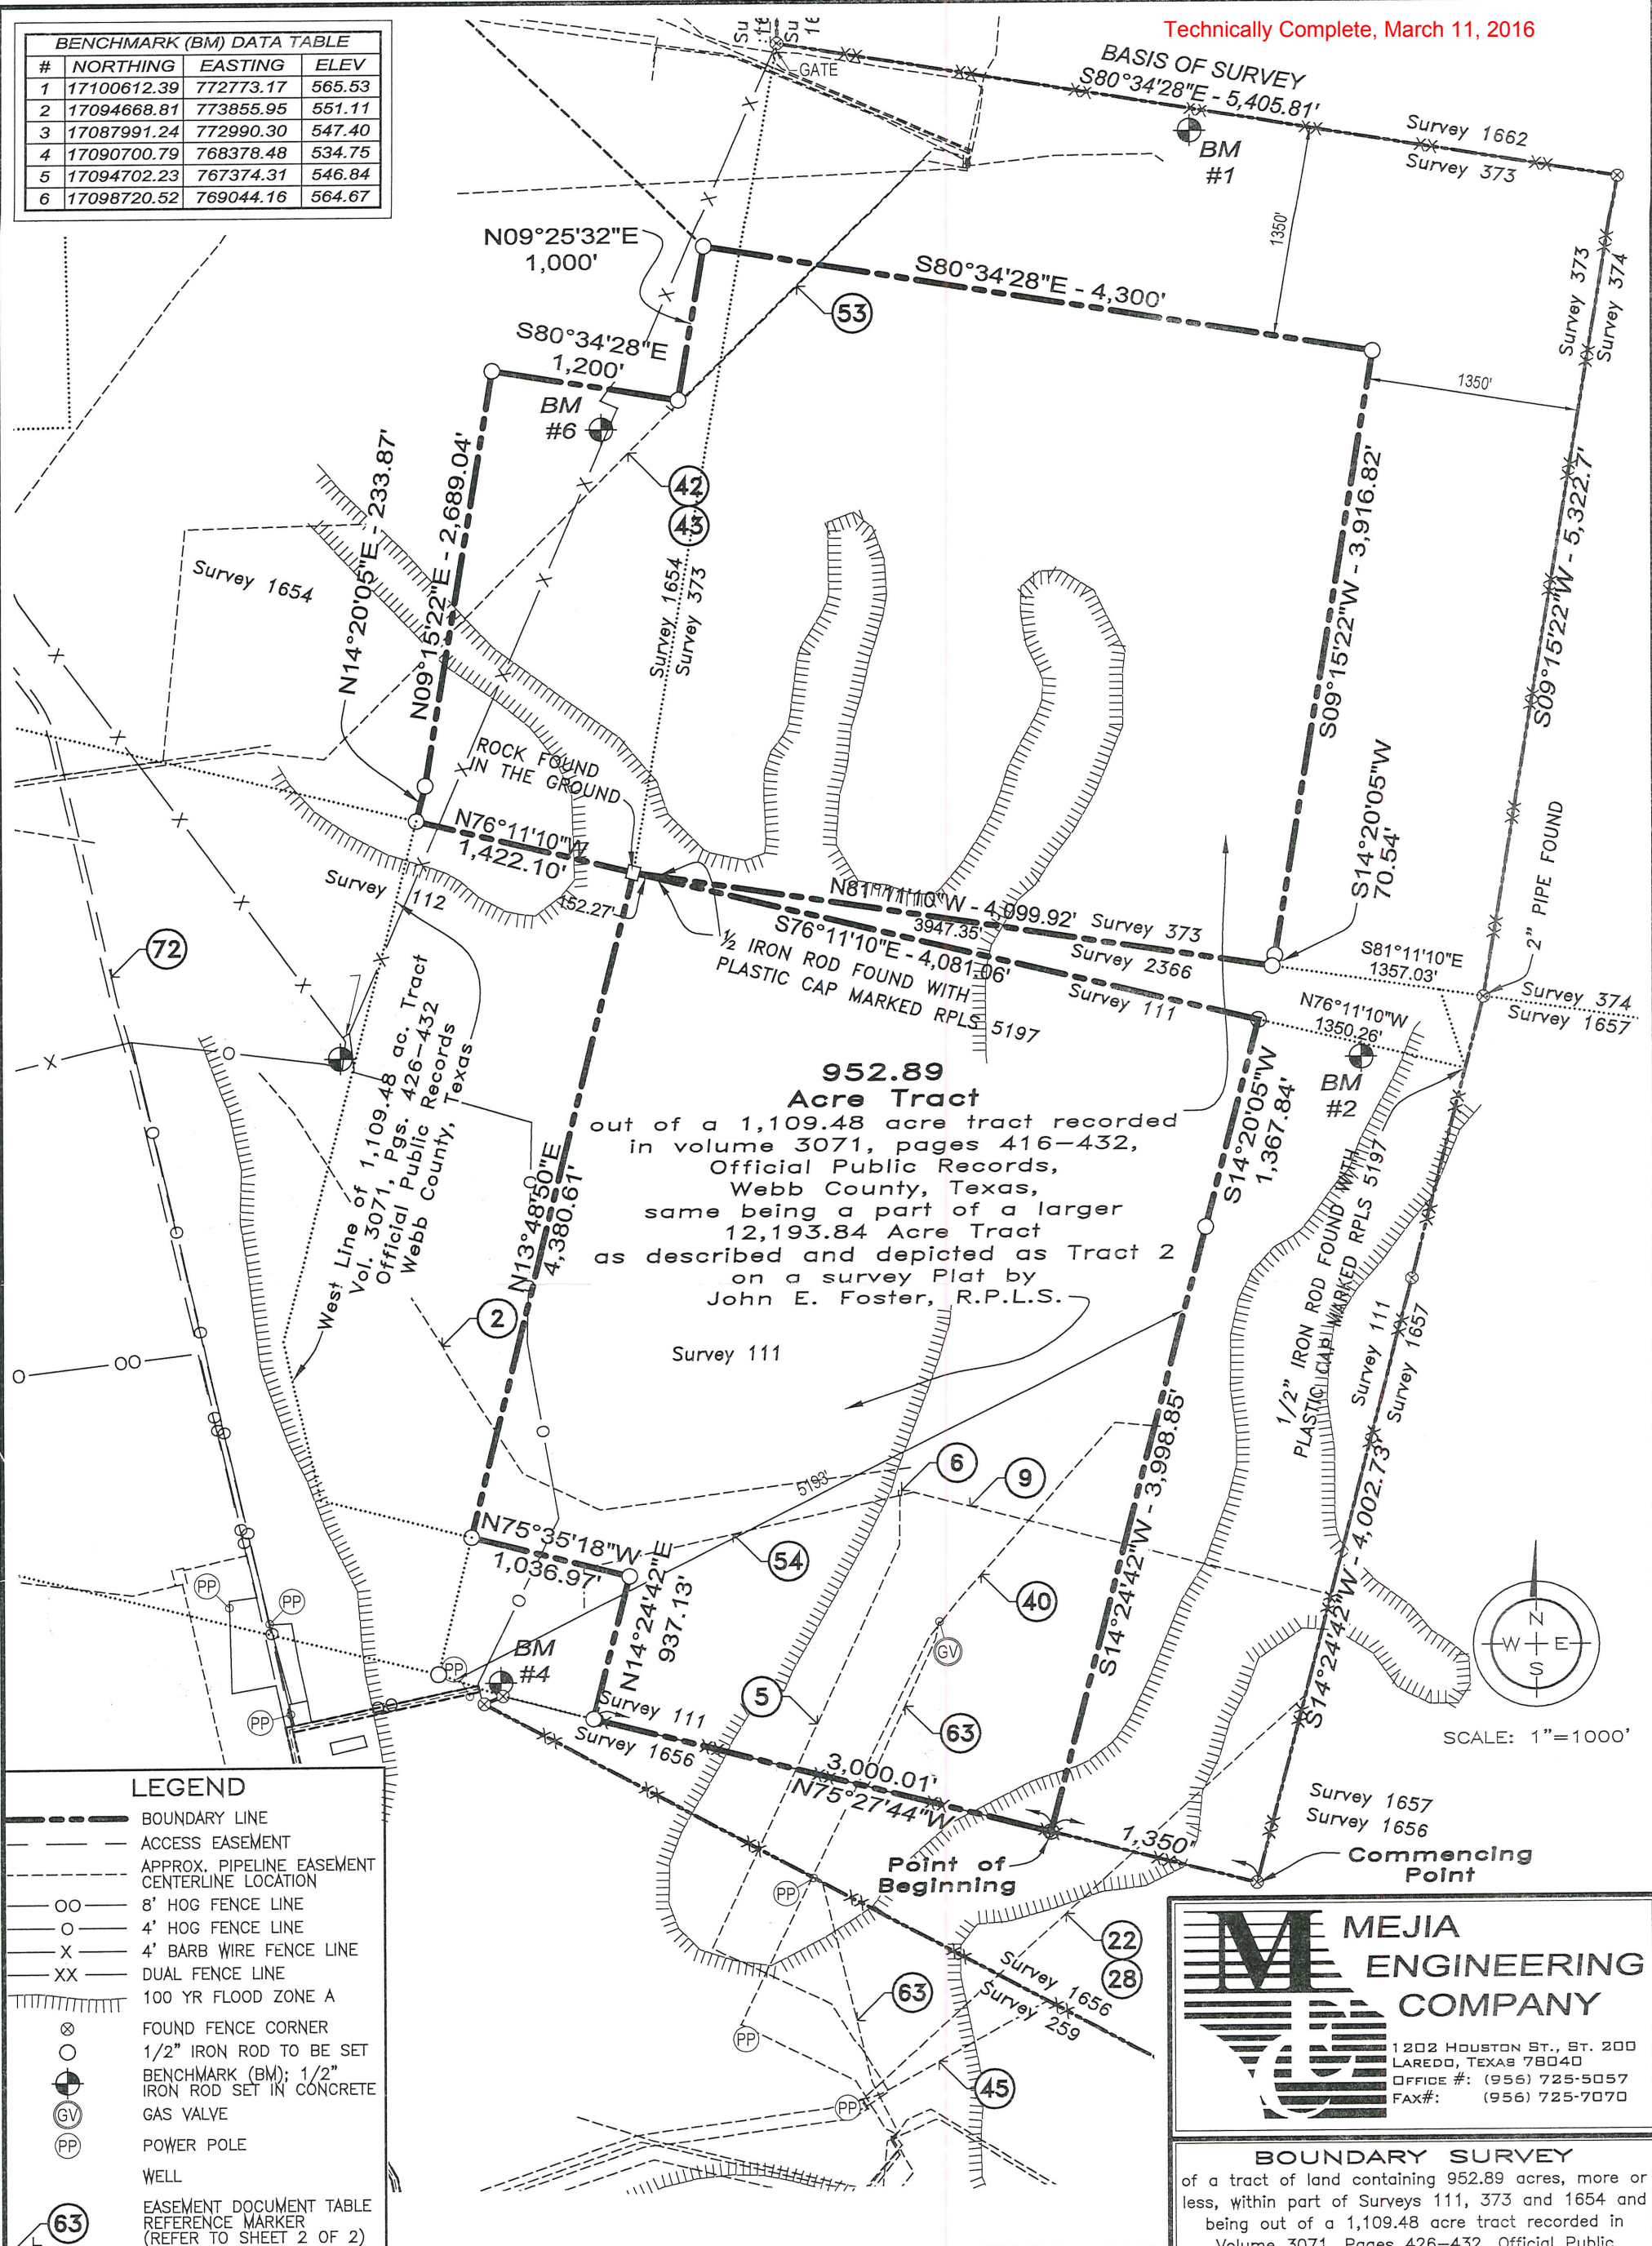 Technically Complete, March 11, 2016
BENCHMARK (BM) DATA TABLE
# NORTHING EASTING ELEV
1 17100612.39 772773.17 565.53
2 17094668.81 773855.95 551.11
3 17087991.24 772990.30 547.40
4 17090700.79 768378.48 534.75
5 17094702.23 767374.31 546.84
6 17098720.52 769044.16 564.67
GATE
BASIS OF SURVEY
S80°34'28"E - 5,405.81'
Survey 1662
Survey 373
BM
#1
1350'
Survey 373
Survey 374
N09°25'32"E
1,000'
S80°34'28"E - 4,300'
53
S80°34'28"E
1,200'
BM
#6
1350'
42
43
N14°20'05"E - 233.87'
N09°15'22"E - 2,689.04'
Survey 1654
Survey 1654
Survey 373
S09°15'22"W - 3,916.82'
S09°15'22"W - 5,322.7'
ROCK FOUND
IN THE GROUND
N76°11'10"W
1,422.10'
S14°20'05"W
70.54'
2" PIPE FOUND
Survey
112
152.27'
N81°11'10"W - 4,099.92'
Survey 373
3947.35'
S76°11'10"E - 4,081.06'
Survey 2366
Survey 111
½ IRON ROD FOUND WITH
PLASTIC CAP MARKED RPLS 5197
S81°11'10"E
1357.03'
Survey 374
Survey 1657
N76°11'10"W
1350.26'
BM
#2
72
West Line of 1,109.48 ac. Tract
Vol. 3071, Pgs. 426-432
Official Public Records
Webb County, Texas
952.89
Acre Tract
out of a 1,109.48 acre tract recorded
in volume 3071, pages 416-432,
Official Public Records,
Webb County, Texas,
same being a part of a larger
12,193.84 Acre Tract
as described and depicted as Tract 2
on a survey Plat by
John E. Foster, R.P.L.S.
N13°48'50"E
4,380.61'
S14°20'05"W
1,367.84'
1/2" IRON ROD FOUND WITH
PLASTIC CAP MARKED RPLS 5197
Survey 111
Survey 1657
2
Survey 111
6
9
5193'
S14°24'42"W - 3,998.85'
S14°24'42"W - 4,002.73'
N75°35'18"W
1,036.97'
54
40
N14°24'42"E
937.13'
PP
PP
PP
PP
BM
#4
GV
5
63
Survey 111
Survey 1656
3,000.01'
N75°27'44"W
N
W E
S
SCALE: 1"=1000'
Survey 1657
Survey 1656
1,350'
Point of
Beginning
Commencing
Point
PP
22
28
Survey 1656
Survey 259
63
PP
45
PP
LEGEND
BOUNDARY LINE
ACCESS EASEMENT
APPROX. PIPELINE EASEMENT
CENTERLINE LOCATION
OO 8' HOG FENCE LINE
O 4' HOG FENCE LINE
X 4' BARB WIRE FENCE LINE
XX DUAL FENCE LINE
100 YR FLOOD ZONE A
FOUND FENCE CORNER
1/2" IRON ROD TO BE SET
BENCHMARK (BM); 1/2"
IRON ROD SET IN CONCRETE
GV GAS VALVE
PP POWER POLE
WELL
63 EASEMENT DOCUMENT TABLE
REFERENCE MARKER
(REFER TO SHEET 2 OF 2)
MEJIA
ENGINEERING
COMPANY
1202 HOUSTON ST., ST. 200
LAREDO, TEXAS 78040
OFFICE #: (956) 725-5057
FAX#: (956) 725-7070
BOUNDARY SURVEY
of a tract of land containing 952.89 acres, more or
less, within part of Surveys 111, 373 and 1654 and
being out of a 1,109.48 acre tract recorded in
Volume 3071, Pages 426-432, Official Public